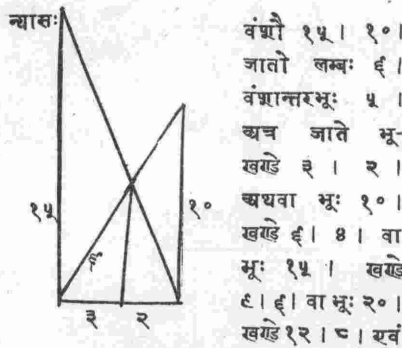 न्यासः
वंशौ १५ । १० ।
जातो लम्बः ६ ।
वंशान्तरभूः ५ ।
अत्र जाते भू-
खण्डे ३ । २ ।
अथवा भूः १० ।
खण्डे ६ । ४ । वा
भूः १५ । खण्डे
९ । ६ । वा भूः २० ।
खण्डे १२ । ८ । एवं
१५
१०
६
३
२